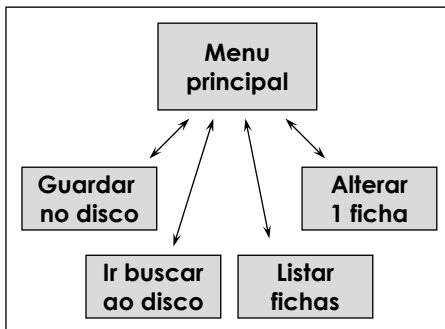 Menu
principal
Guardar
no disco
Alterar
1 ficha
Ir buscar
ao disco
Listar
fichas